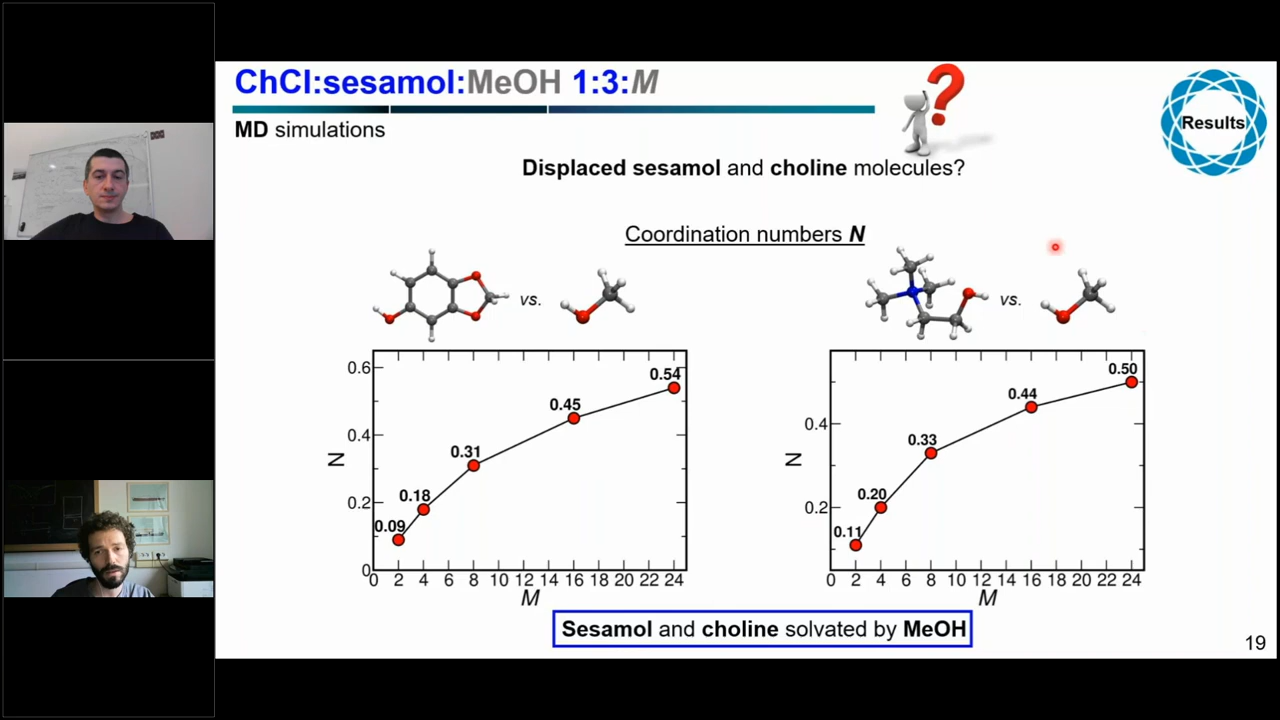 ChCl:sesamol:MeOH 1:3:M
Results
MD simulations
Displaced sesamol and choline molecules?
Coordination numbers N
vs.
vs.
0.6
0.4
0.2
0
N
0.09
0.18
0.31
0.45
0.54
0 2 4 6 8 10 12 14 16 18 20 22 24
M
0.4
0.2
N
0.11
0.20
0.33
0.44
0.50
0 2 4 6 8 10 12 14 16 18 20 22 24
M
Sesamol and choline solvated by MeOH
19